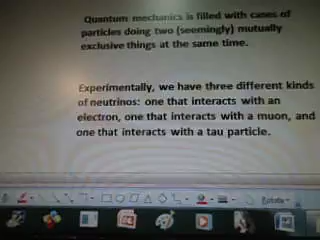 Quantum mechanics is filled with cases of
particles doing two (seemingly) mutually
exclusive things at the same time.
Experimentally, we have three different kinds
of neutrinos: one that interacts with an
electron, one that interacts with a muon, and
one that interacts with a tau particle.
Rotate